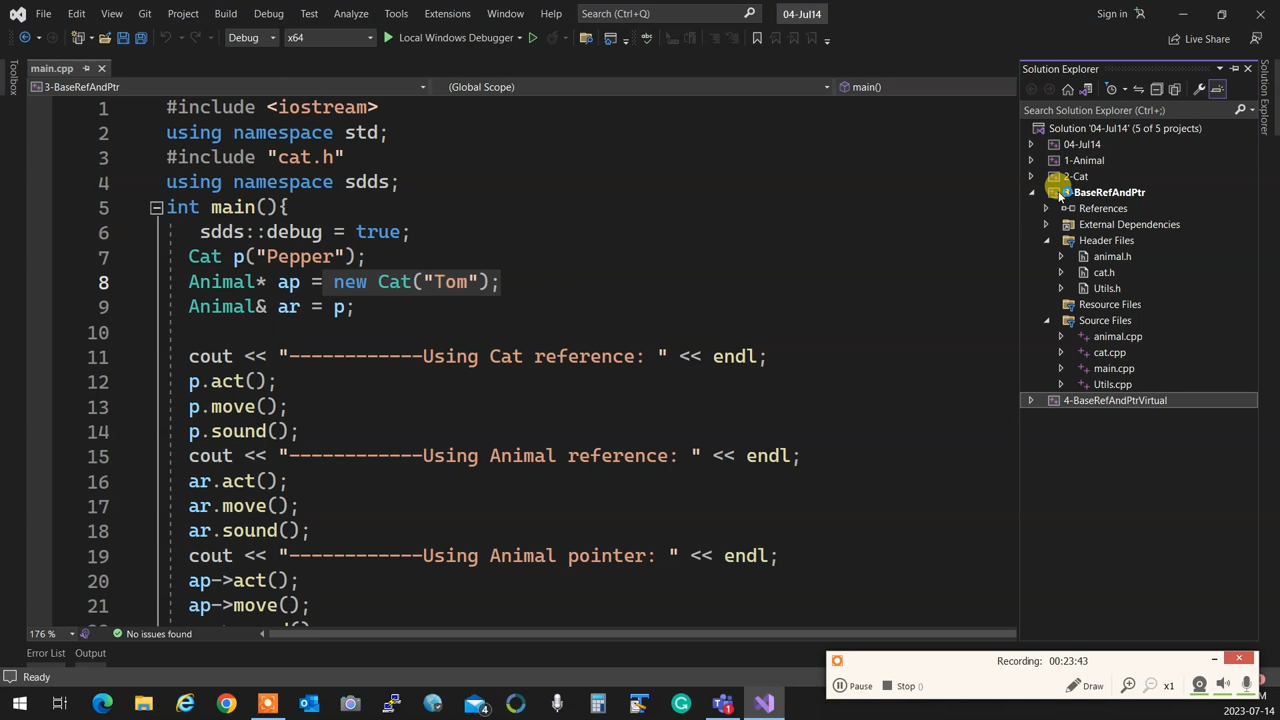 File Edit View Git Project Build Debug Test Analyze Tools Extensions Window Help Search (Ctrl+Q) 04-Jul14 Sign in
Debug x64 Local Windows Debugger Live Share
Toolbox
main.cpp
3-BaseRefAndPtr (Global Scope) main()
1 #include <iostream>
2 using namespace std;
3 #include "cat.h"
4 using namespace sdds;
5 int main(){
6 sdds::debug = true;
7 Cat p("Pepper");
8 Animal* ap = new Cat("Tom");
9 Animal& ar = p;
10
11 cout << "------------Using Cat reference: " << endl;
12 p.act();
13 p.move();
14 p.sound();
15 cout << "------------Using Animal reference: " << endl;
16 ar.act();
17 ar.move();
18 ar.sound();
19 cout << "------------Using Animal pointer: " << endl;
20 ap->act();
21 ap->move();
176 % No issues found
Error List Output
Ready
Solution Explorer
Search Solution Explorer (Ctrl+;)
Solution '04-Jul14' (5 of 5 projects)
04-Jul14
1-Animal
2-Cat
3-BaseRefAndPtr
References
External Dependencies
Header Files
animal.h
cat.h
Utils.h
Resource Files
Source Files
animal.cpp
cat.cpp
main.cpp
Utils.cpp
4-BaseRefAndPtrVirtual
Solution Explorer
Recording: 00:23:43
Pause Stop () Draw x1
4
1
2023-07-14